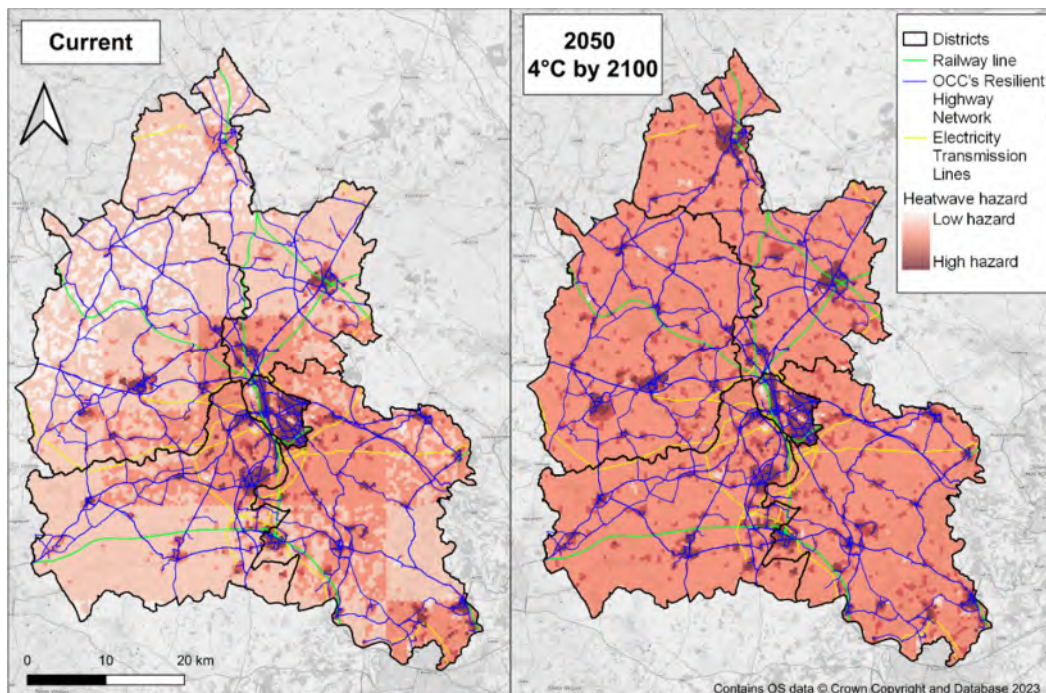 Current
2050
4°C by 2100
Districts
Railway line
OCC's Resilient
Highway
Network
Electricity
Transmission
Lines
Heatwave hazard
Low hazard
High hazard
0 10 20 km
Contains OS data © Crown Copyright and Database 2023